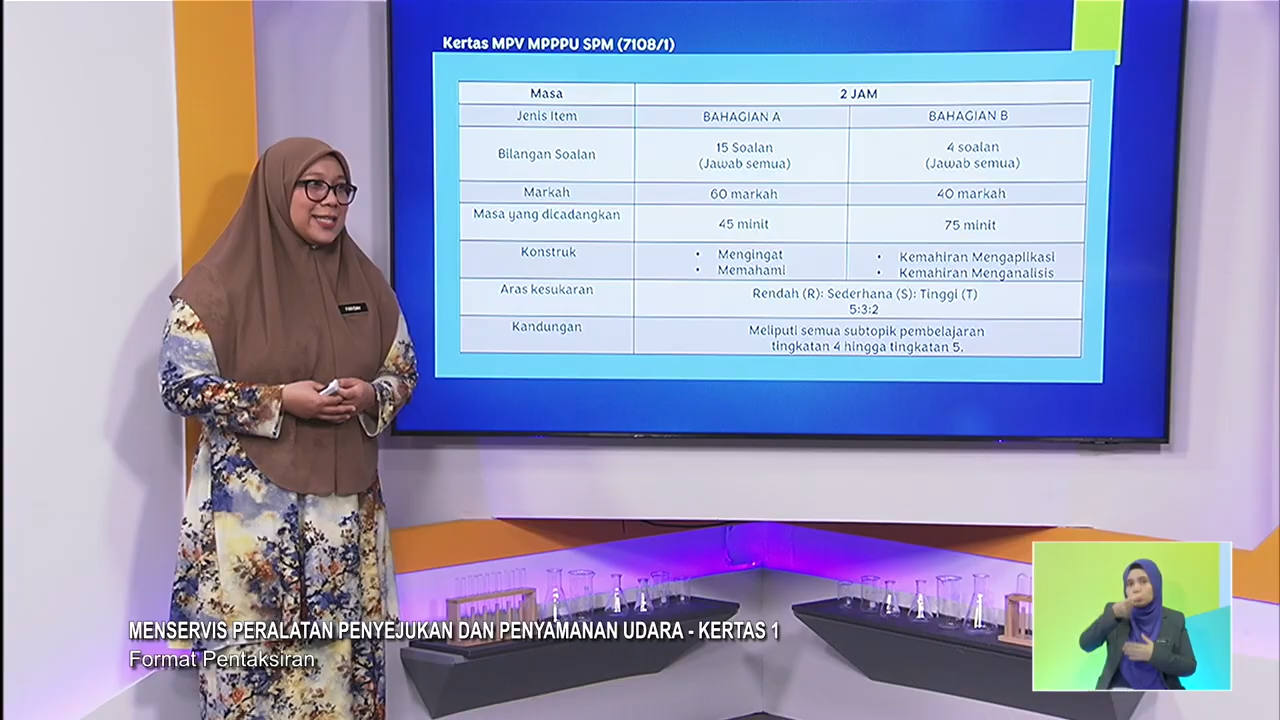 Kertas MPV MPPPU SPM (7108/1)
Masa
2 JAM
Jenis Item
BAHAGIAN A
BAHAGIAN B
Bilangan Soalan
15 Soalan
(Jawab semua)
4 soalan
(Jawab semua)
Markah
60 markah
40 markah
Masa yang dicadangkan
45 minit
75 minit
Konstruk
• Mengingat
• Memahami
• Kemahiran Mengaplikasi
• Kemahiran Menganalisis
Aras kesukaran
Rendah (R): Sederhana (S): Tinggi (T)
5:3:2
Kandungan
Meliputi semua subtopik pembelajaran
tingkatan 4 hingga tingkatan 5.
MENSERVIS PERALATAN PENYEJUKAN DAN PENYAMANAN UDARA - KERTAS 1
Format Pentaksiran